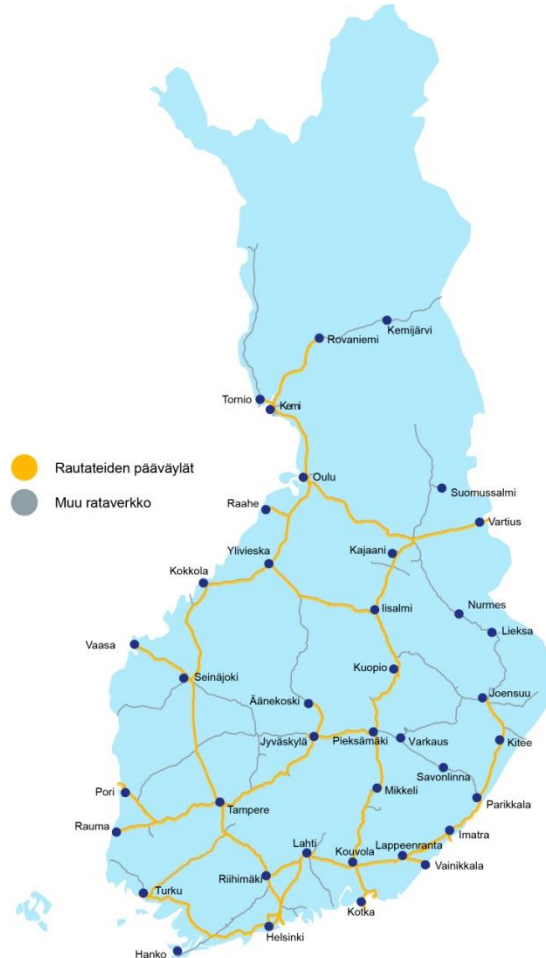 Rovaniemi
Kemijärvi
Tornio
Kemi
Rautateiden pääväylät
Muu rataverkko
Oulu
Suomussalmi
Raahe
Vartius
Ylivieska
Kajaani
Kokkola
Iisalmi
Nurmes
Lieksa
Vaasa
Kuopio
Seinäjoki
Äänekoski
Joensuu
Jyväskylä
Pieksämäki
Varkaus
Kitee
Savonlinna
Pori
Mikkeli
Parikkala
Tampere
Rauma
Imatra
Lahti
Kouvola
Lappeenranta
Vainikkala
Riihimäki
Turku
Kotka
Helsinki
Hanko